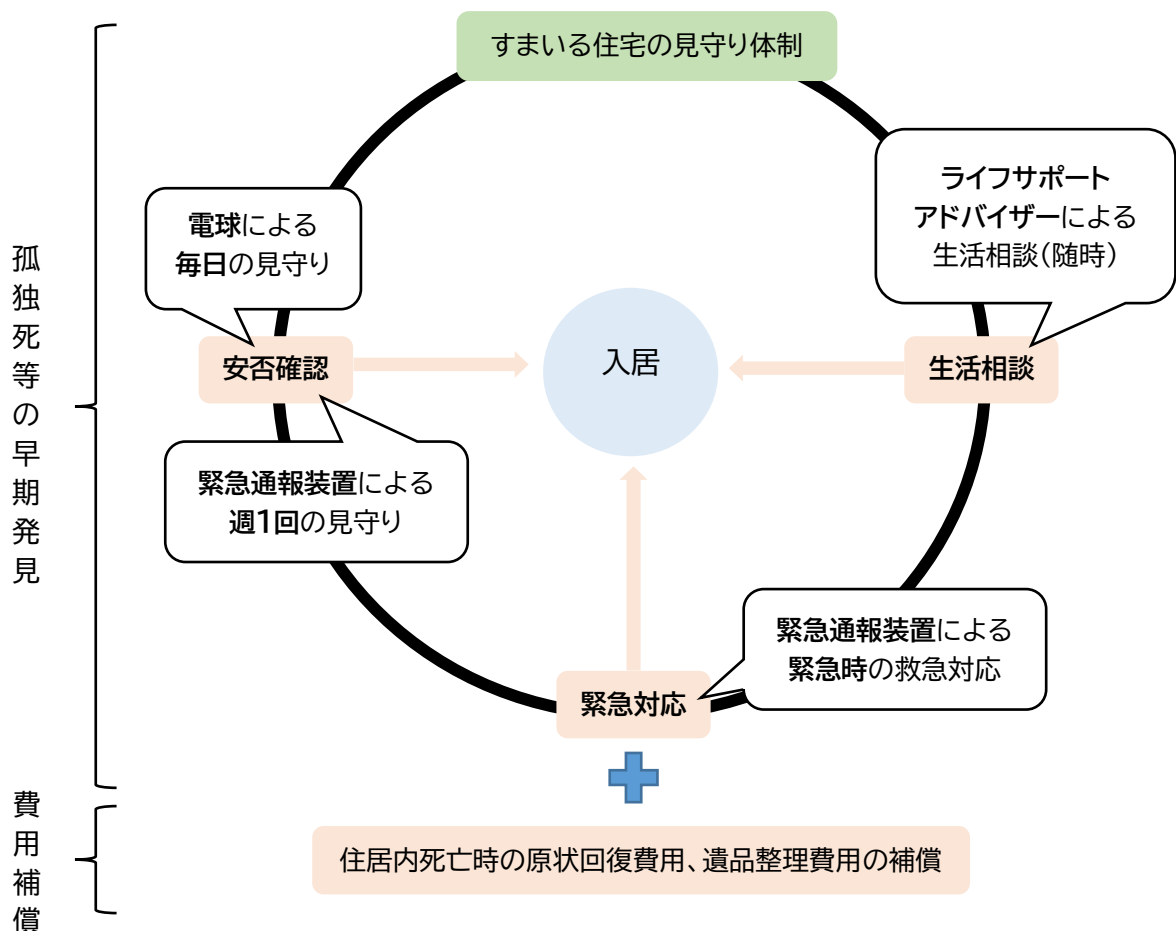 すまいる住宅の見守り体制
電球による
毎日の見守り
ライフサポート
アドバイザーによる
生活相談（随時）
孤独死等の早期発見
安否確認
入居
生活相談
緊急通報装置による
週1回の見守り
緊急通報装置による
緊急時の救急対応
緊急対応
費用補償
住居内死亡時の原状回復費用、遺品整理費用の補償